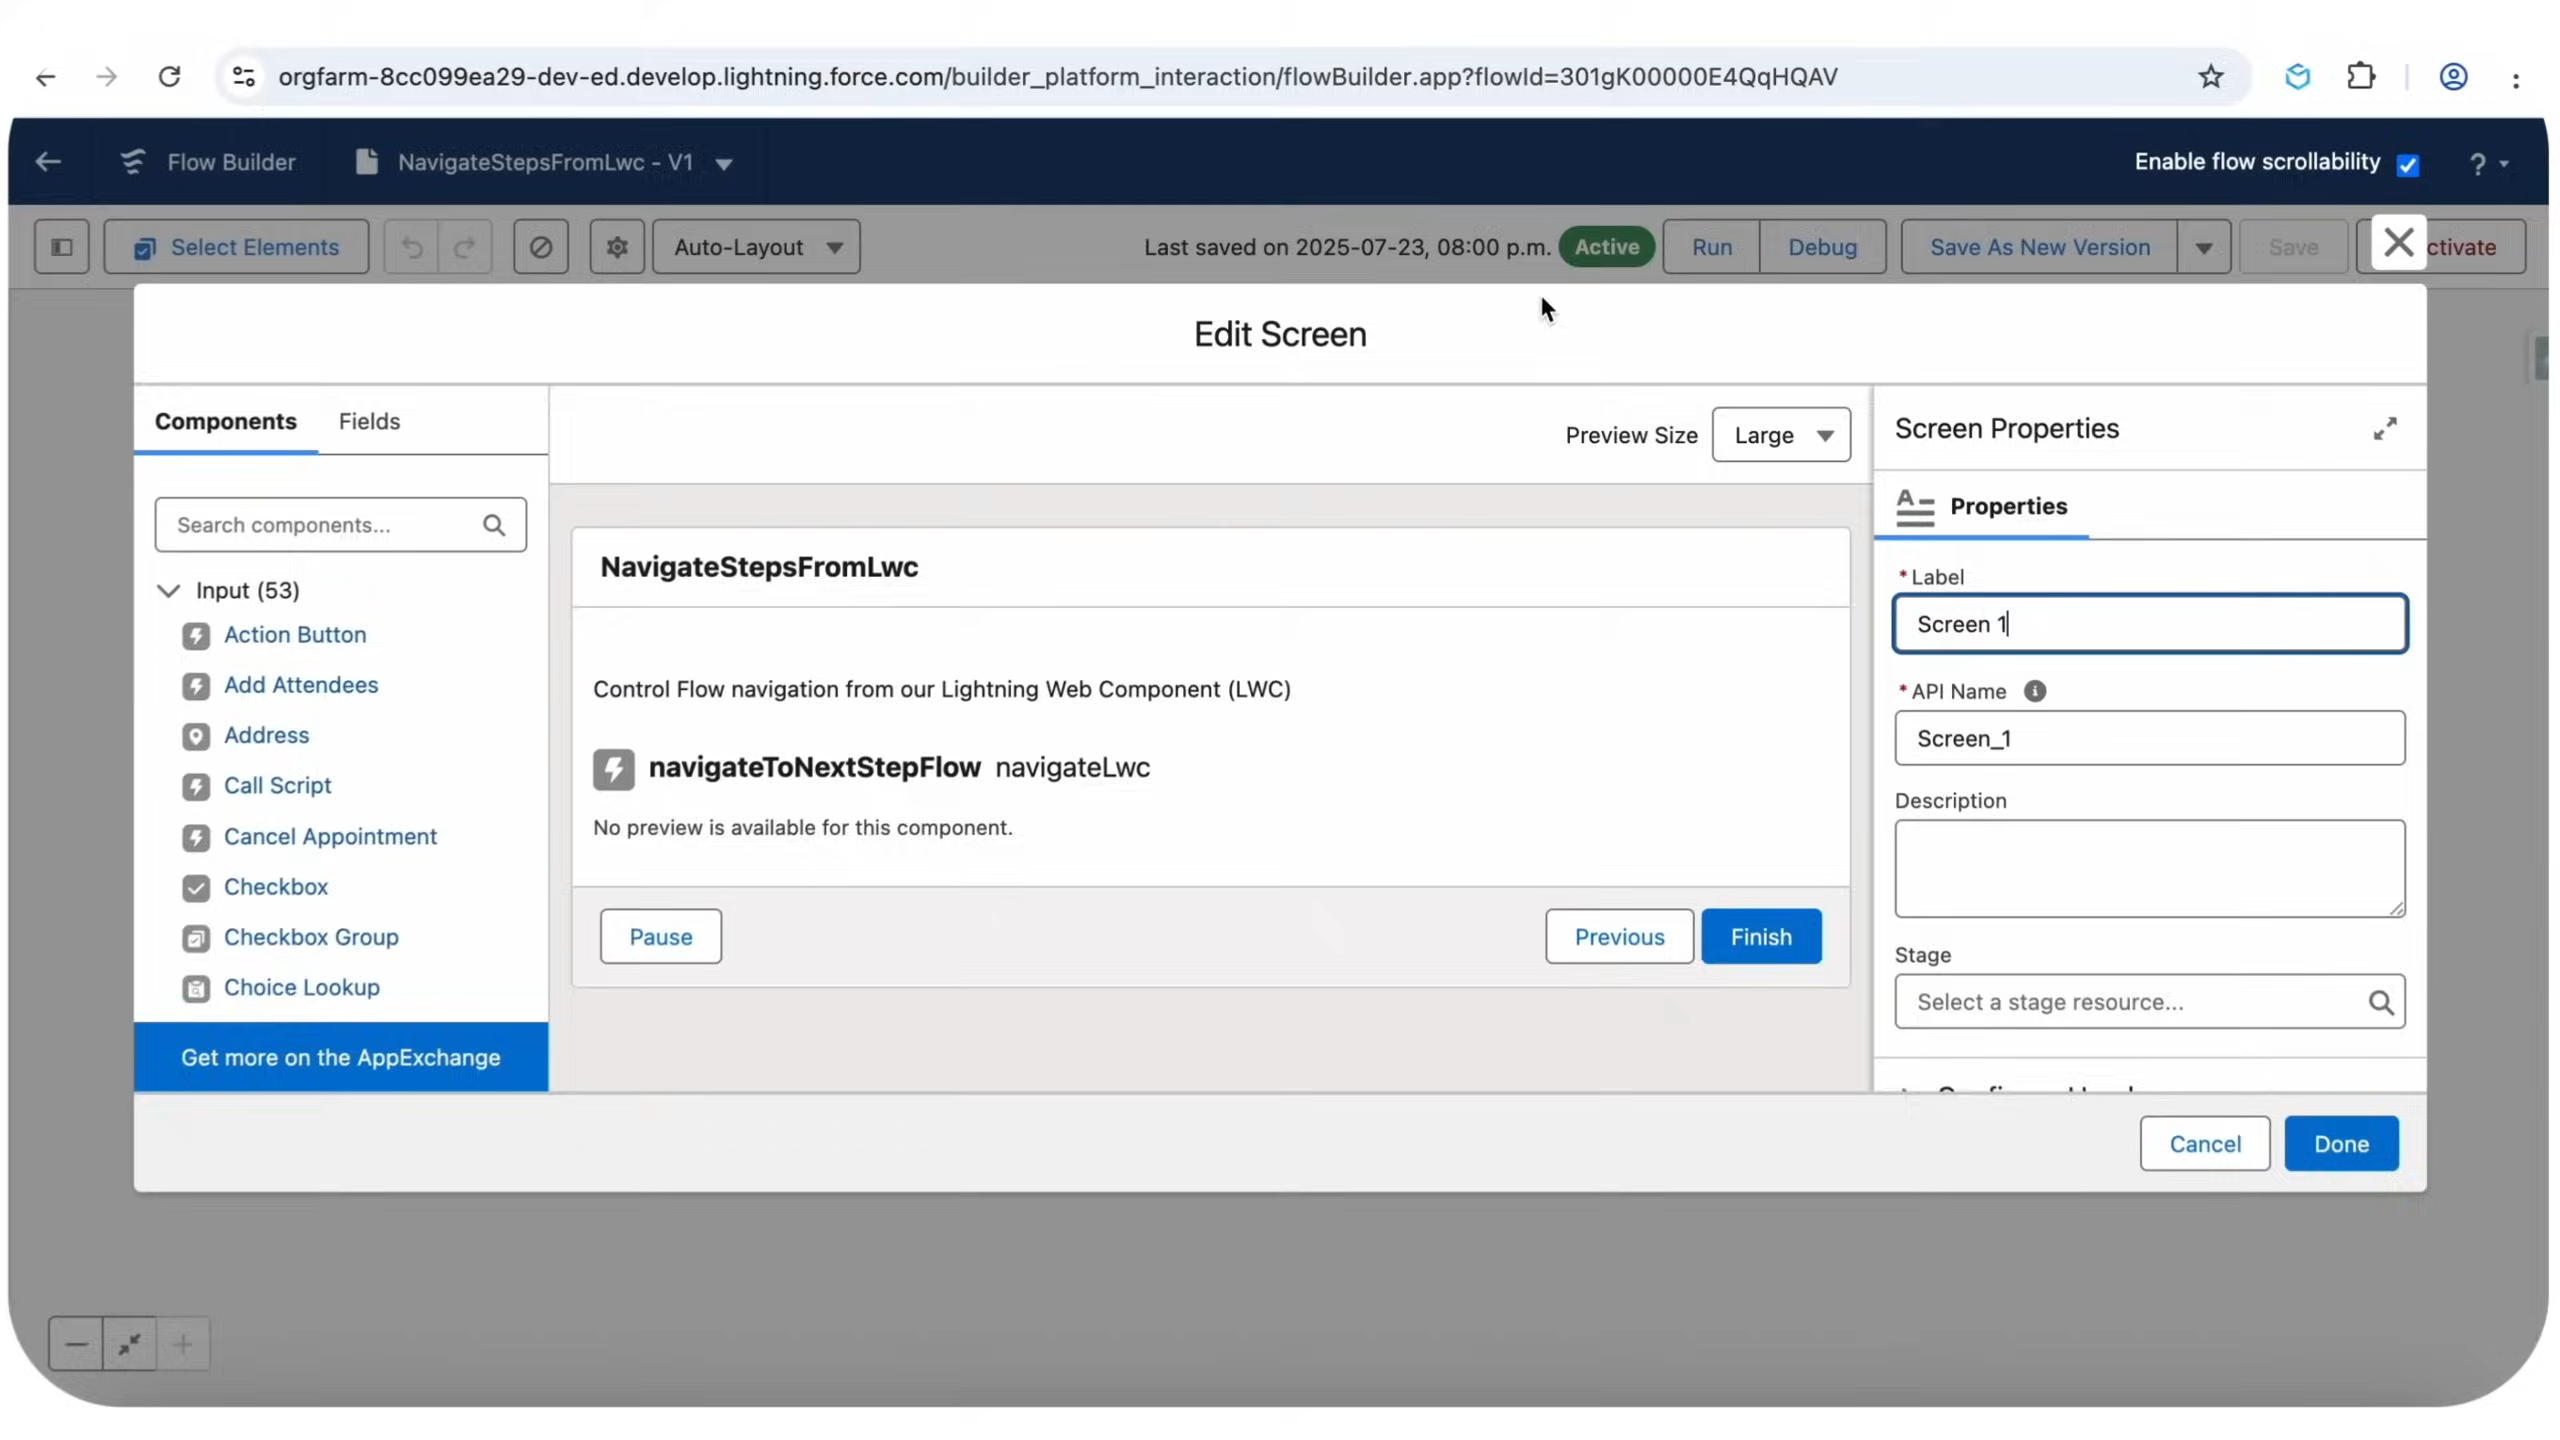 orgfarm-8cc099ea29-dev-ed.develop.lightning.force.com/builder_platform_interaction/flowBuilder.app?flowId=301gK00000E4QqHQAV
Flow Builder
NavigateStepsFromLwc - V1
Enable flow scrollability
?
Select Elements
Auto-Layout
Last saved on 2025-07-23, 08:00 p.m.
Active
Run
Debug
Save As New Version
Save
ctivate
Edit Screen
Components
Fields
Search components...
Input (53)
Action Button
Add Attendees
Address
Call Script
Cancel Appointment
Checkbox
Checkbox Group
Choice Lookup
Get more on the AppExchange
Preview Size
Large
NavigateStepsFromLwc
Control Flow navigation from our Lightning Web Component (LWC)
navigateToNextStepFlow navigateLwc
No preview is available for this component.
Pause
Previous
Finish
Screen Properties
Properties
* Label
Screen 1
* API Name
Screen_1
Description
Stage
Select a stage resource...
Cancel
Done